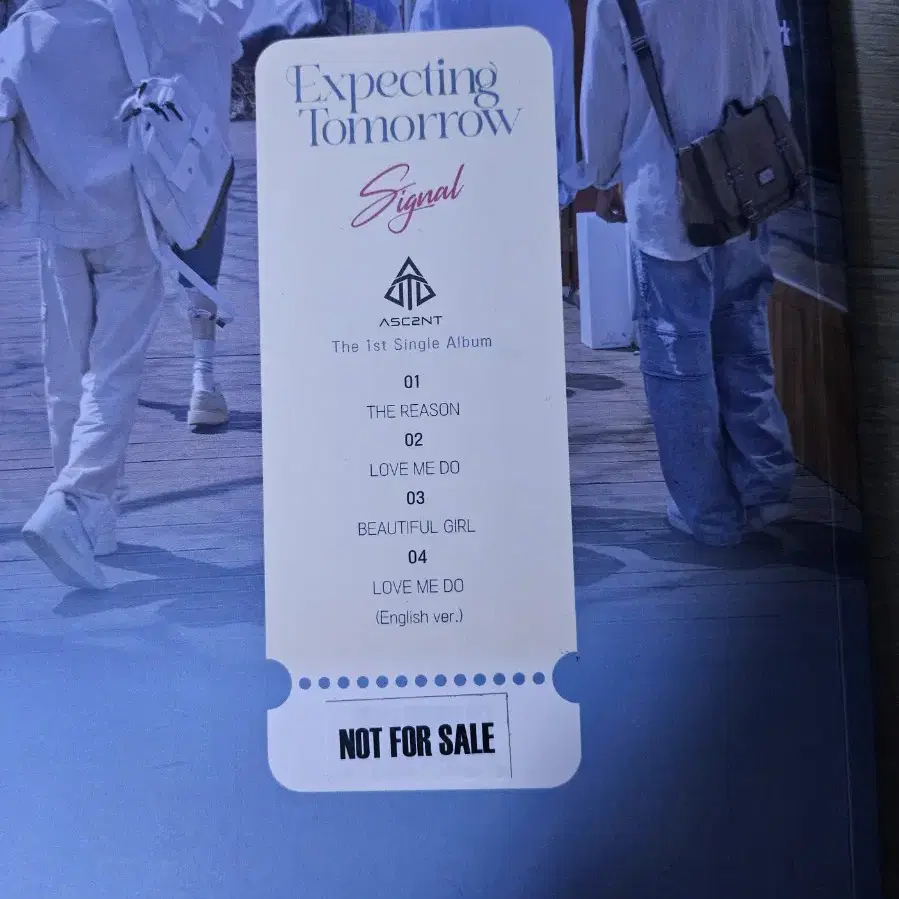 Expecting
Tomorrow
Signal
ASC2NT
The 1st Single Album
01
THE REASON
02
LOVE ME DO
03
BEAUTIFUL GIRL
04
LOVE ME DO
(English ver.)
NOT FOR SALE